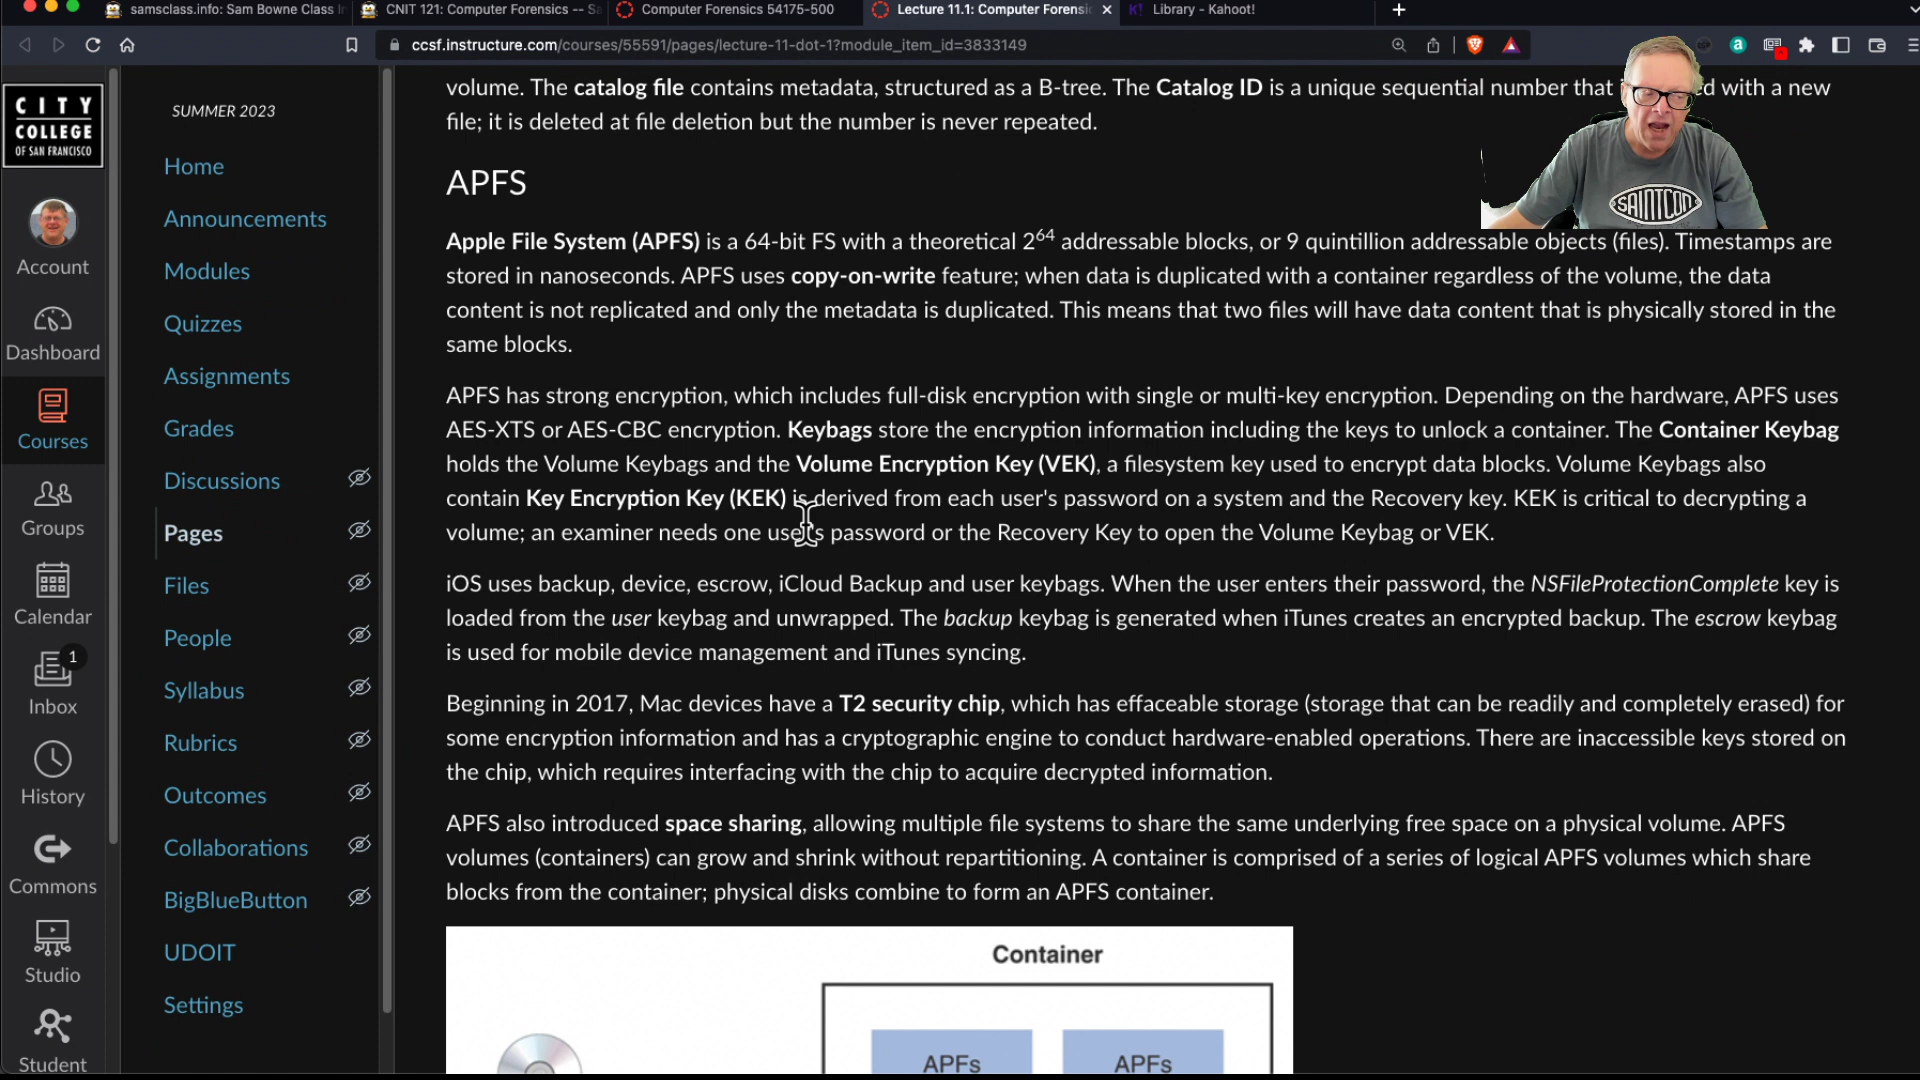 samsclass.info: Sam Bowne Class In
CNIT 121: Computer Forensics -- Sa
Computer Forensics 54175-500
Lecture 11.1: Computer Forensi
Library - Kahoot!
ccsf.instructure.com/courses/55591/pages/lecture-11-dot-1?module_item_id=3833149
CITY
COLLEGE
OF SAN FRANCISCO
Account
Dashboard
Courses
Groups
Calendar
1
Inbox
History
Commons
Studio
Student
SUMMER 2023
Home
Announcements
Modules
Quizzes
Assignments
Grades
Discussions
Pages
Files
People
Syllabus
Rubrics
Outcomes
Collaborations
BigBlueButton
UDOIT
Settings
volume. The catalog file contains metadata, structured as a B-tree. The Catalog ID is a unique sequential number that with a new
file; it is deleted at file deletion but the number is never repeated.
SAINTCON
APFS
Apple File System (APFS) is a 64-bit FS with a theoretical 2^64 addressable blocks, or 9 quintillion addressable objects (files). Timestamps are
stored in nanoseconds. APFS uses copy-on-write feature; when data is duplicated with a container regardless of the volume, the data
content is not replicated and only the metadata is duplicated. This means that two files will have data content that is physically stored in the
same blocks.
APFS has strong encryption, which includes full-disk encryption with single or multi-key encryption. Depending on the hardware, APFS uses
AES-XTS or AES-CBC encryption. Keybags store the encryption information including the keys to unlock a container. The Container Keybag
holds the Volume Keybags and the Volume Encryption Key (VEK), a filesystem key used to encrypt data blocks. Volume Keybags also
contain Key Encryption Key (KEK) is derived from each user's password on a system and the Recovery key. KEK is critical to decrypting a
volume; an examiner needs one user's password or the Recovery Key to open the Volume Keybag or VEK.
iOS uses backup, device, escrow, iCloud Backup and user keybags. When the user enters their password, the NSFileProtectionComplete key is
loaded from the user keybag and unwrapped. The backup keybag is generated when iTunes creates an encrypted backup. The escrow keybag
is used for mobile device management and iTunes syncing.
Beginning in 2017, Mac devices have a T2 security chip, which has effaceable storage (storage that can be readily and completely erased) for
some encryption information and has a cryptographic engine to conduct hardware-enabled operations. There are inaccessible keys stored on
the chip, which requires interfacing with the chip to acquire decrypted information.
APFS also introduced space sharing, allowing multiple file systems to share the same underlying free space on a physical volume. APFS
volumes (containers) can grow and shrink without repartitioning. A container is comprised of a series of logical APFS volumes which share
blocks from the container; physical disks combine to form an APFS container.
Container
APFs
APFs